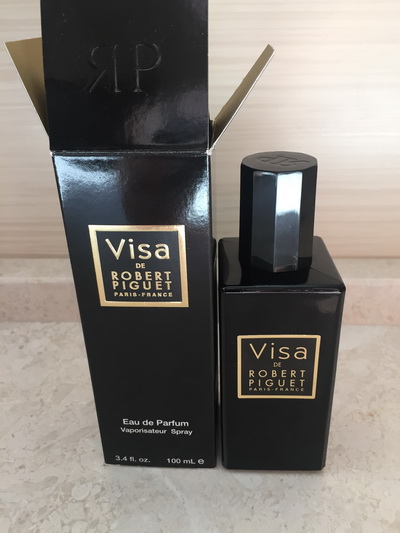 RP
Visa
DE
ROBERT
PIGUET
PARIS-FRANCE
Eau de Parfum
Vaporisateur Spray
3.4 fl. oz. 100 mL e
Visa
DE
ROBERT
PIGUET
PARIS-FRANCE